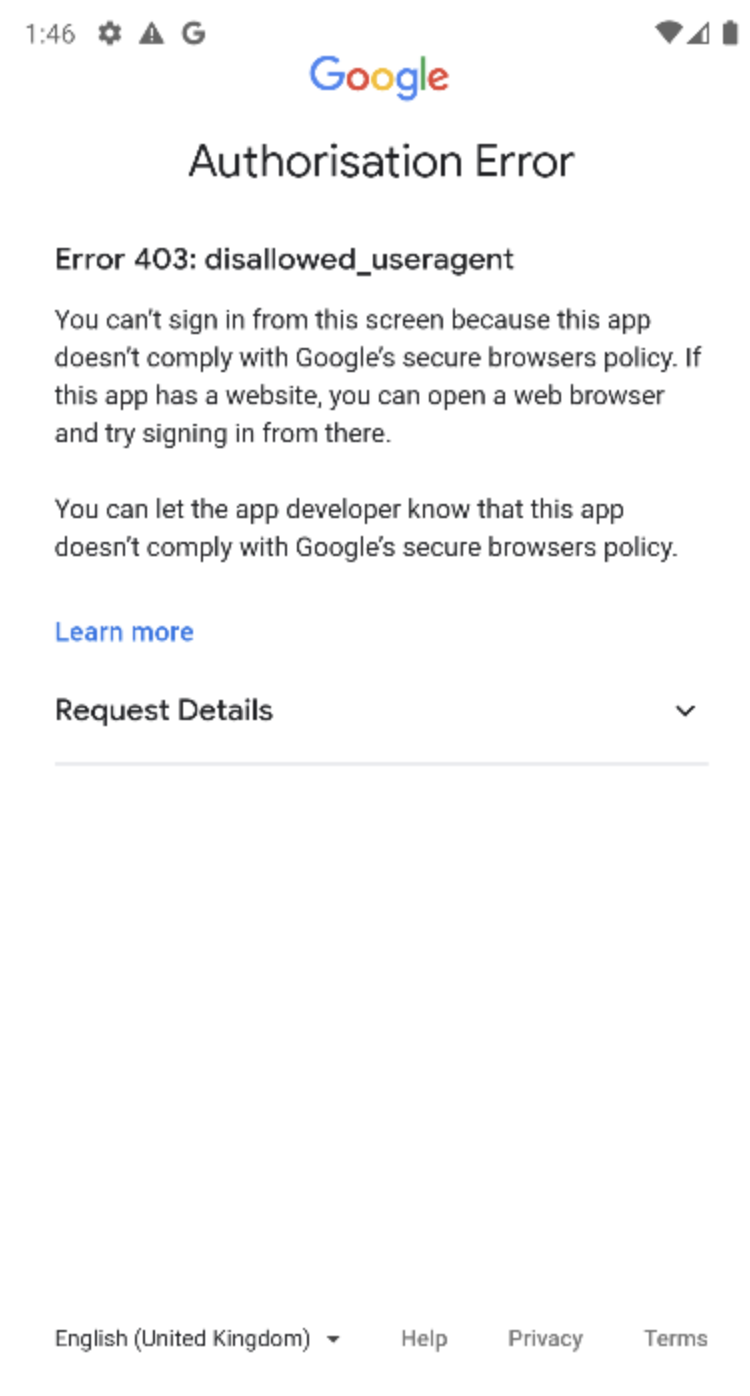 1:46 G
Google
Authorisation Error
Error 403: disallowed_useragent
You can't sign in from this screen because this app
doesn't comply with Google's secure browsers policy. If
this app has a website, you can open a web browser
and try signing in from there.
You can let the app developer know that this app
doesn't comply with Google's secure browsers policy.
Learn more
Request Details
English (United Kingdom) Help Privacy Terms